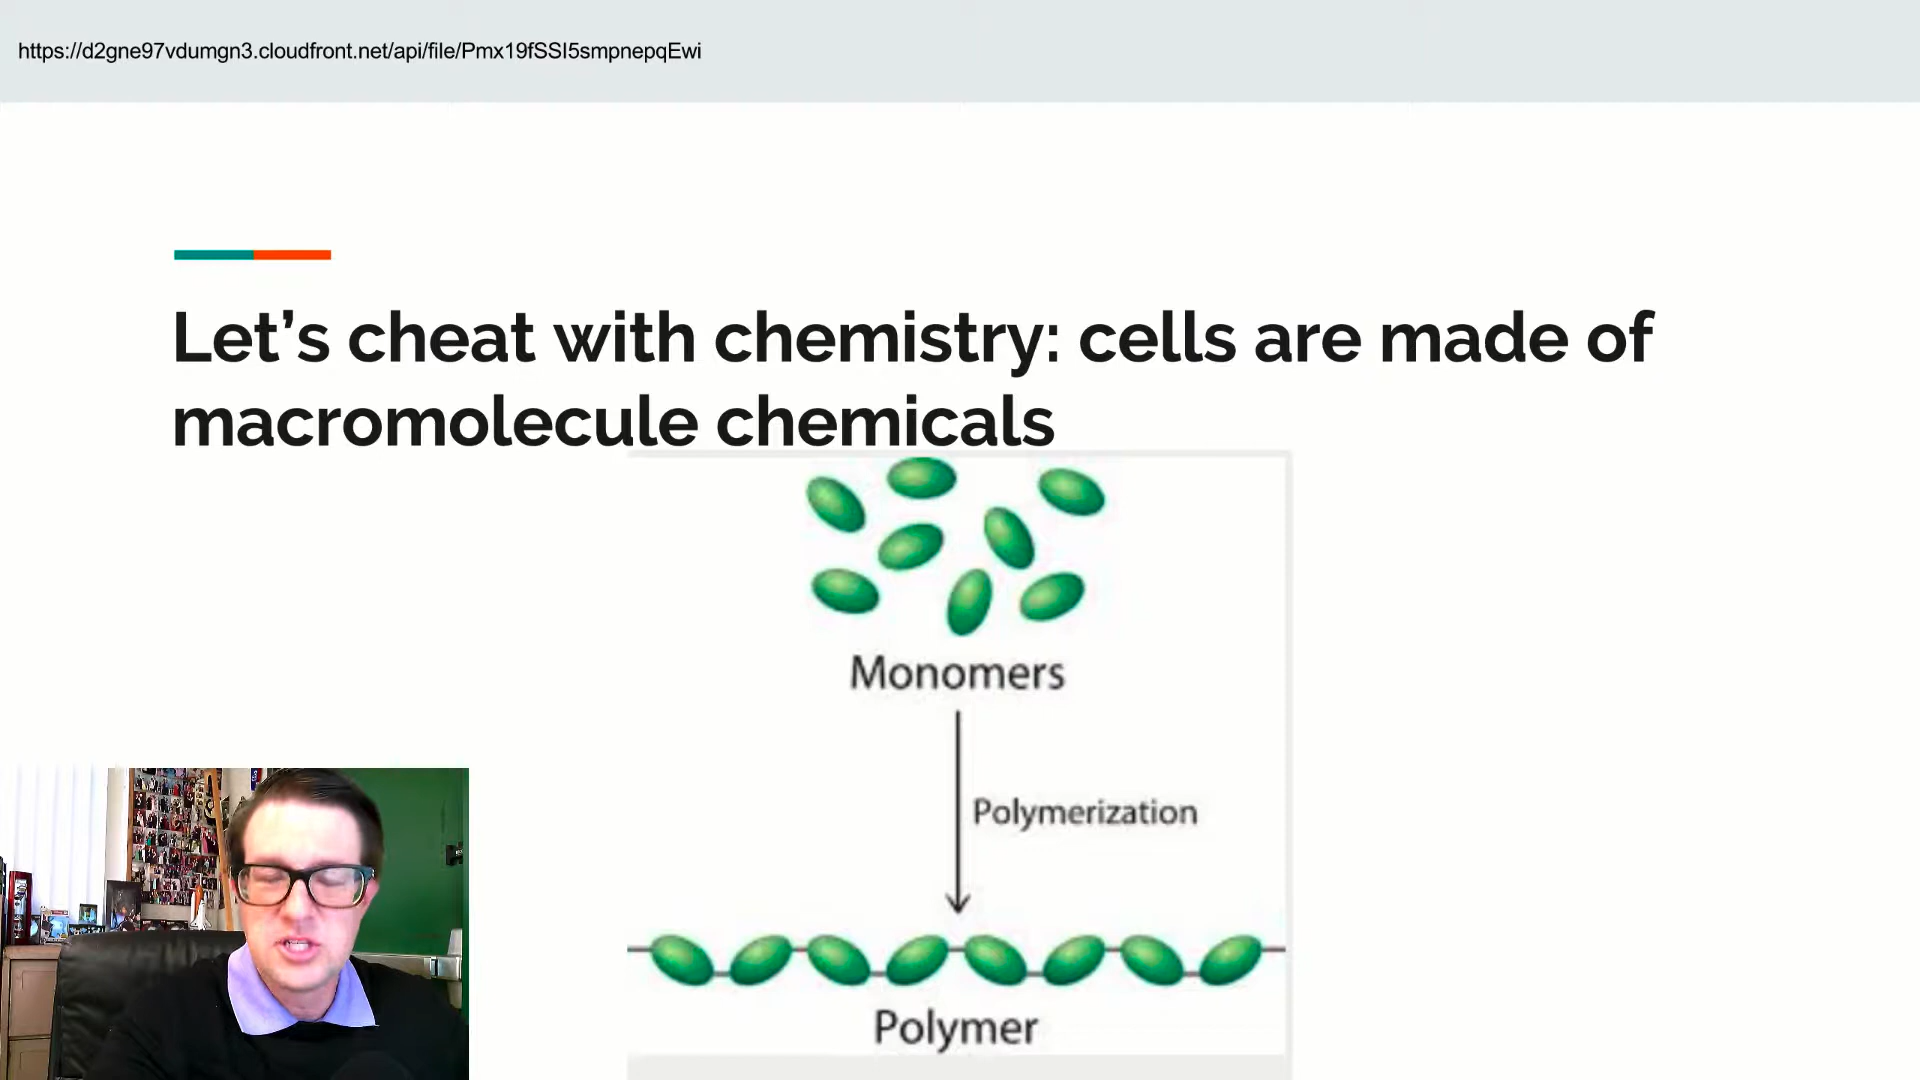 https://d2gne97vdumgn3.cloudfront.net/api/file/Pmx19fSSI5smpnepqEwi
Let’s cheat with chemistry: cells are made of
macromolecule chemicals
Monomers
Polymerization
Polymer